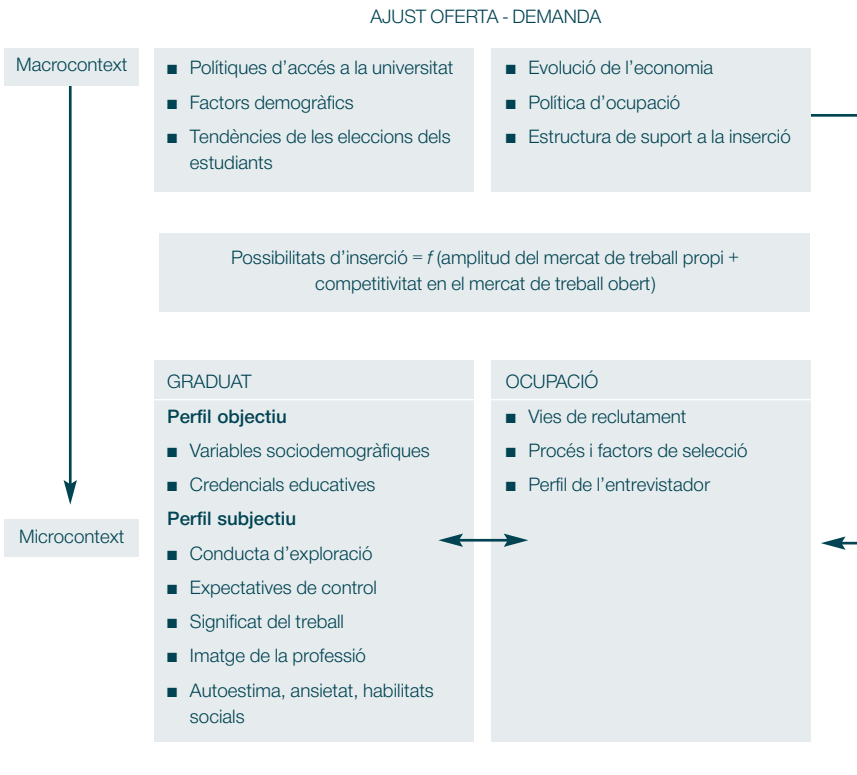 AJUST OFERTA - DEMANDA
Macrocontext
■ Polítiques d'accés a la universitat
■ Factors demogràfics
■ Tendències de les eleccions dels
estudiants
■ Evolució de l'economia
■ Política d'ocupació
■ Estructura de suport a la inserció
Possibilitats d'inserció = f (amplitud del mercat de treball propi +
competitivitat en el mercat de treball obert)
Microcontext
GRADUAT
Perfil objectiu
■ Variables sociodemogràfiques
■ Credencials educatives
Perfil subjectiu
■ Conducta d'exploració
■ Expectatives de control
■ Significat del treball
■ Imatge de la professió
■ Autoestima, ansietat, habilitats
socials
OCUPACIÓ
■ Vies de reclutament
■ Procés i factors de selecció
■ Perfil de l'entrevistador